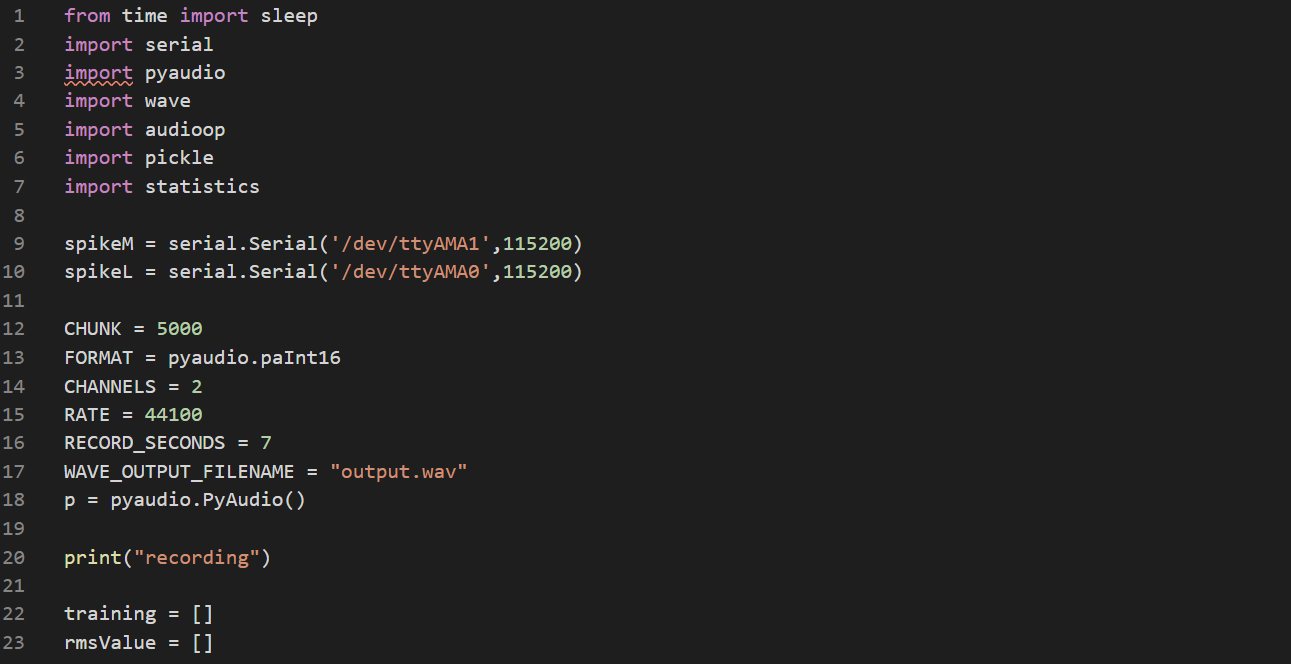 1 from time import sleep
2 import serial
3 import pyaudio
4 import wave
5 import audioop
6 import pickle
7 import statistics
8
9 spikeM = serial.Serial('/dev/ttyAMA1',115200)
10 spikeL = serial.Serial('/dev/ttyAMA0',115200)
11
12 CHUNK = 5000
13 FORMAT = pyaudio.paInt16
14 CHANNELS = 2
15 RATE = 44100
16 RECORD_SECONDS = 7
17 WAVE_OUTPUT_FILENAME = "output.wav"
18 p = pyaudio.PyAudio()
19
20 print("recording")
21
22 training = []
23 rmsValue = []